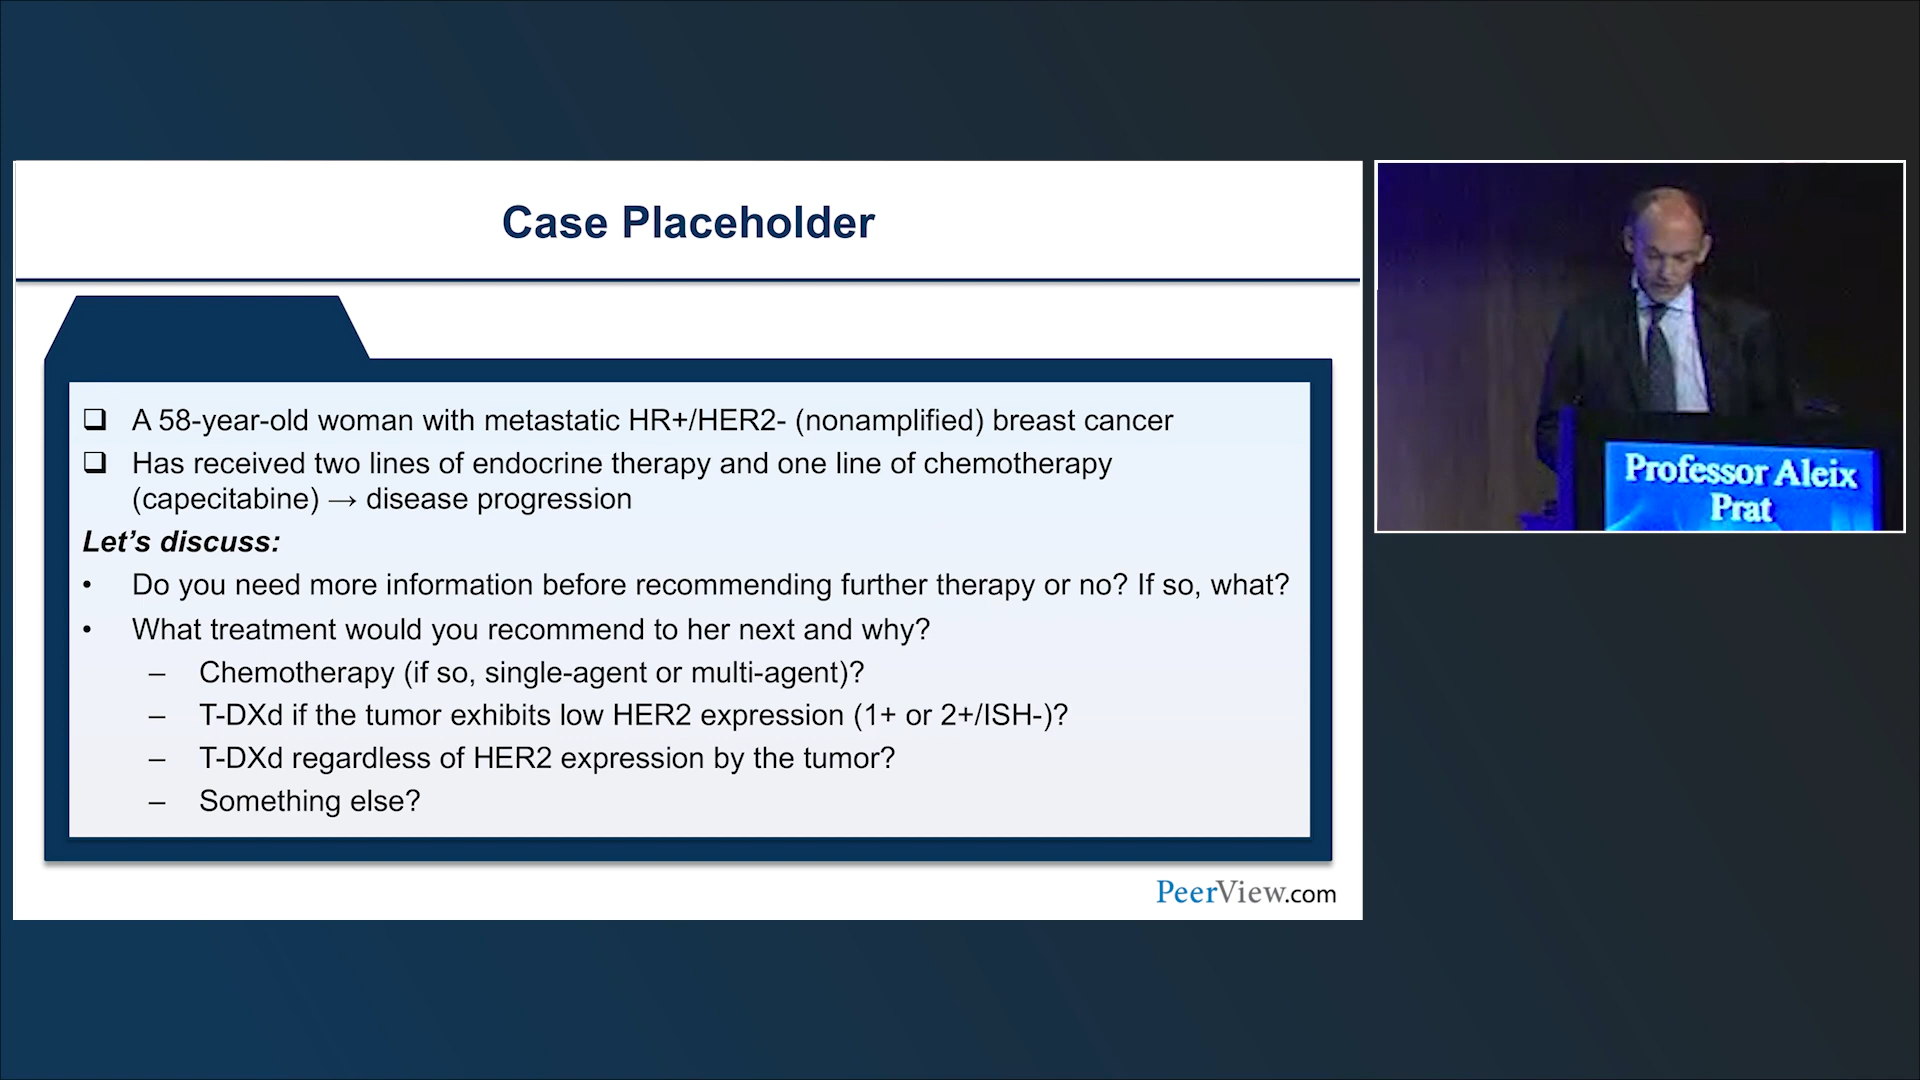 Case Placeholder
❑ A 58-year-old woman with metastatic HR+/HER2- (nonamplified) breast cancer
❑ Has received two lines of endocrine therapy and one line of chemotherapy
(capecitabine) → disease progression
Let’s discuss:
• Do you need more information before recommending further therapy or no? If so, what?
• What treatment would you recommend to her next and why?
– Chemotherapy (if so, single-agent or multi-agent)?
– T-DXd if the tumor exhibits low HER2 expression (1+ or 2+/ISH-)?
– T-DXd regardless of HER2 expression by the tumor?
– Something else?
PeerView.com
Professor Aleix
Prat